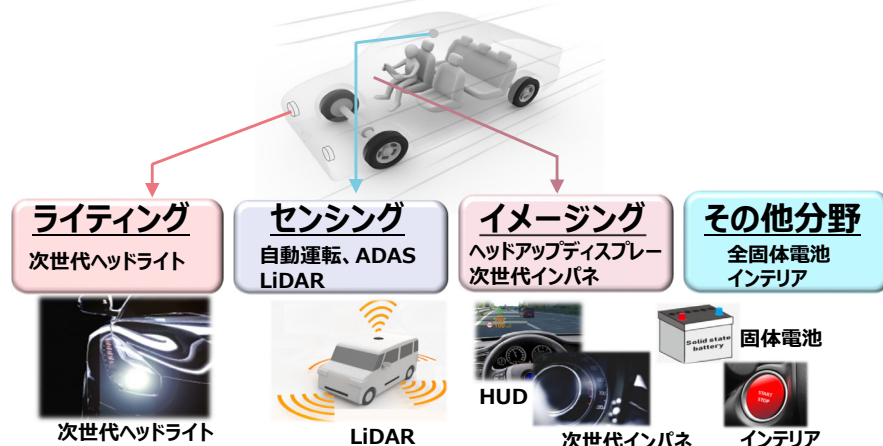 ライティング
次世代ヘッドライト
センシング
自動運転、ADAS
LiDAR
イメージング
ヘッドアップディスプレー
次世代インパネ
その他分野
全固体電池
インテリア
次世代ヘッドライト
LiDAR
HUD
次世代インパネ
Solid state
battery
固体電池
START
STOP
インテリア